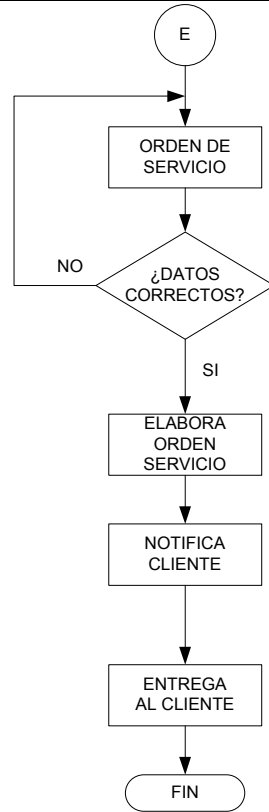 E
ORDEN DE
SERVICIO
NO
¿DATOS
CORRECTOS?
SI
ELABORA
ORDEN
SERVICIO
NOTIFICA
CLIENTE
ENTREGA
AL CLIENTE
FIN